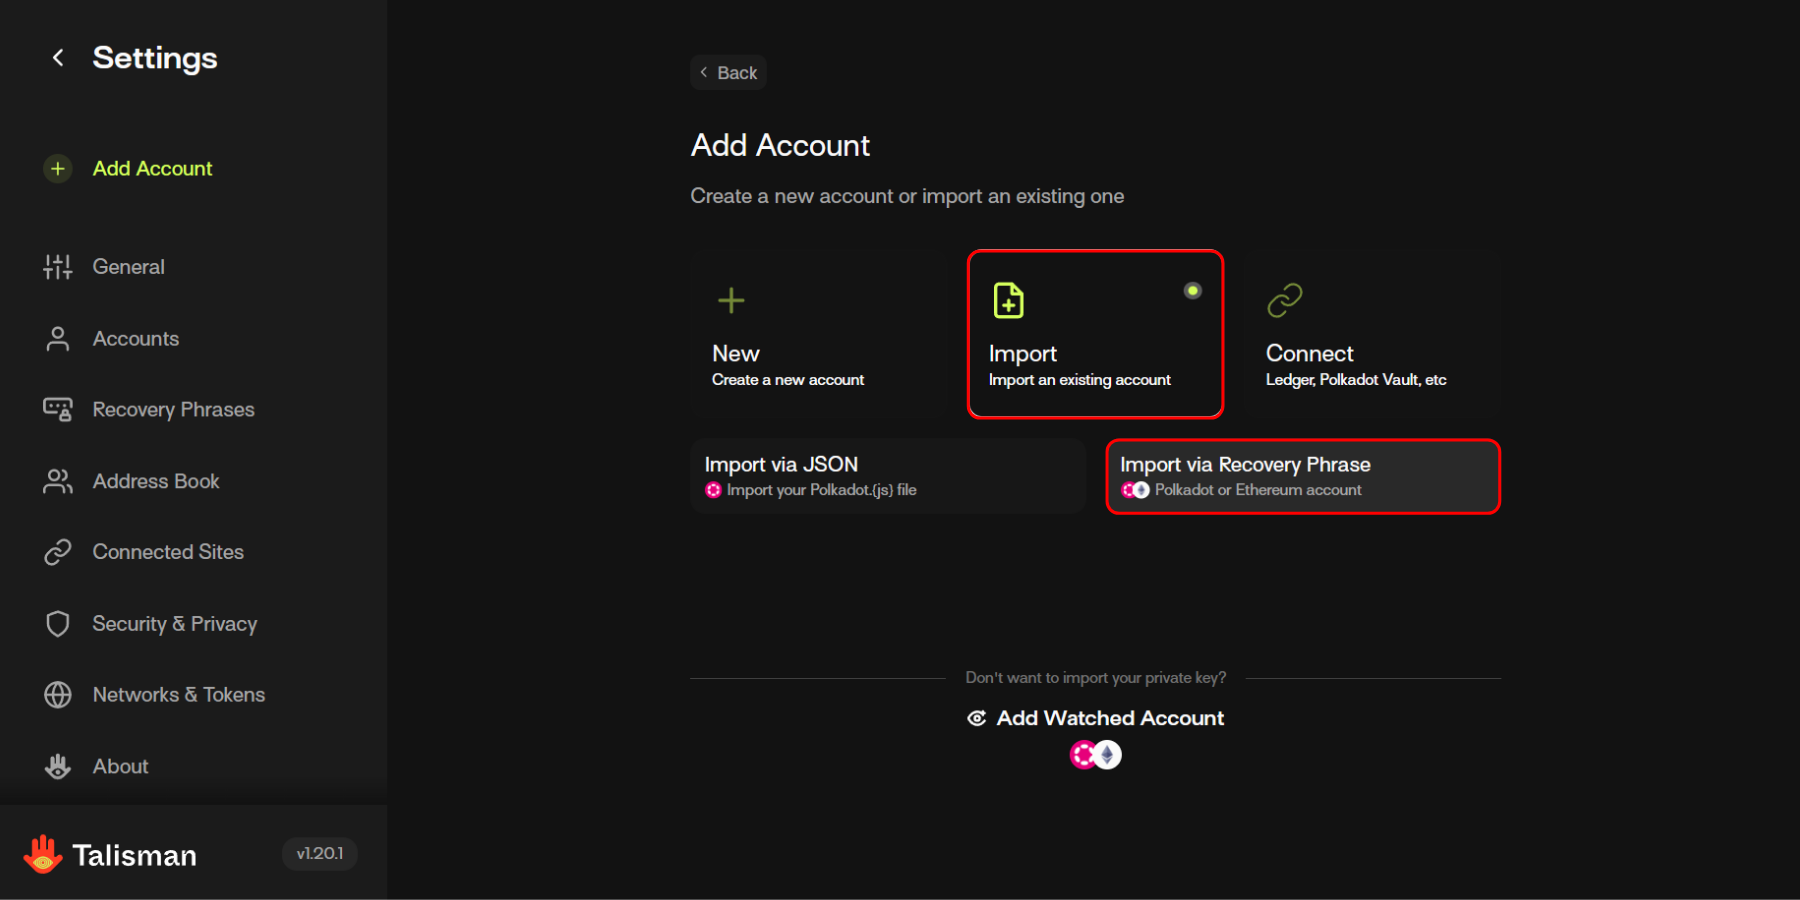 Settings
Add Account
General
Accounts
Recovery Phrases
Address Book
Connected Sites
Security & Privacy
Networks & Tokens
About
Talisman
v1.20.1
Back
Add Account
Create a new account or import an existing one
New
Create a new account
Import
Import an existing account
Connect
Ledger, Polkadot Vault, etc
Import via JSON
Import your Polkadot.{js} file
Import via Recovery Phrase
Polkadot or Ethereum account
Don't want to import your private key?
Add Watched Account